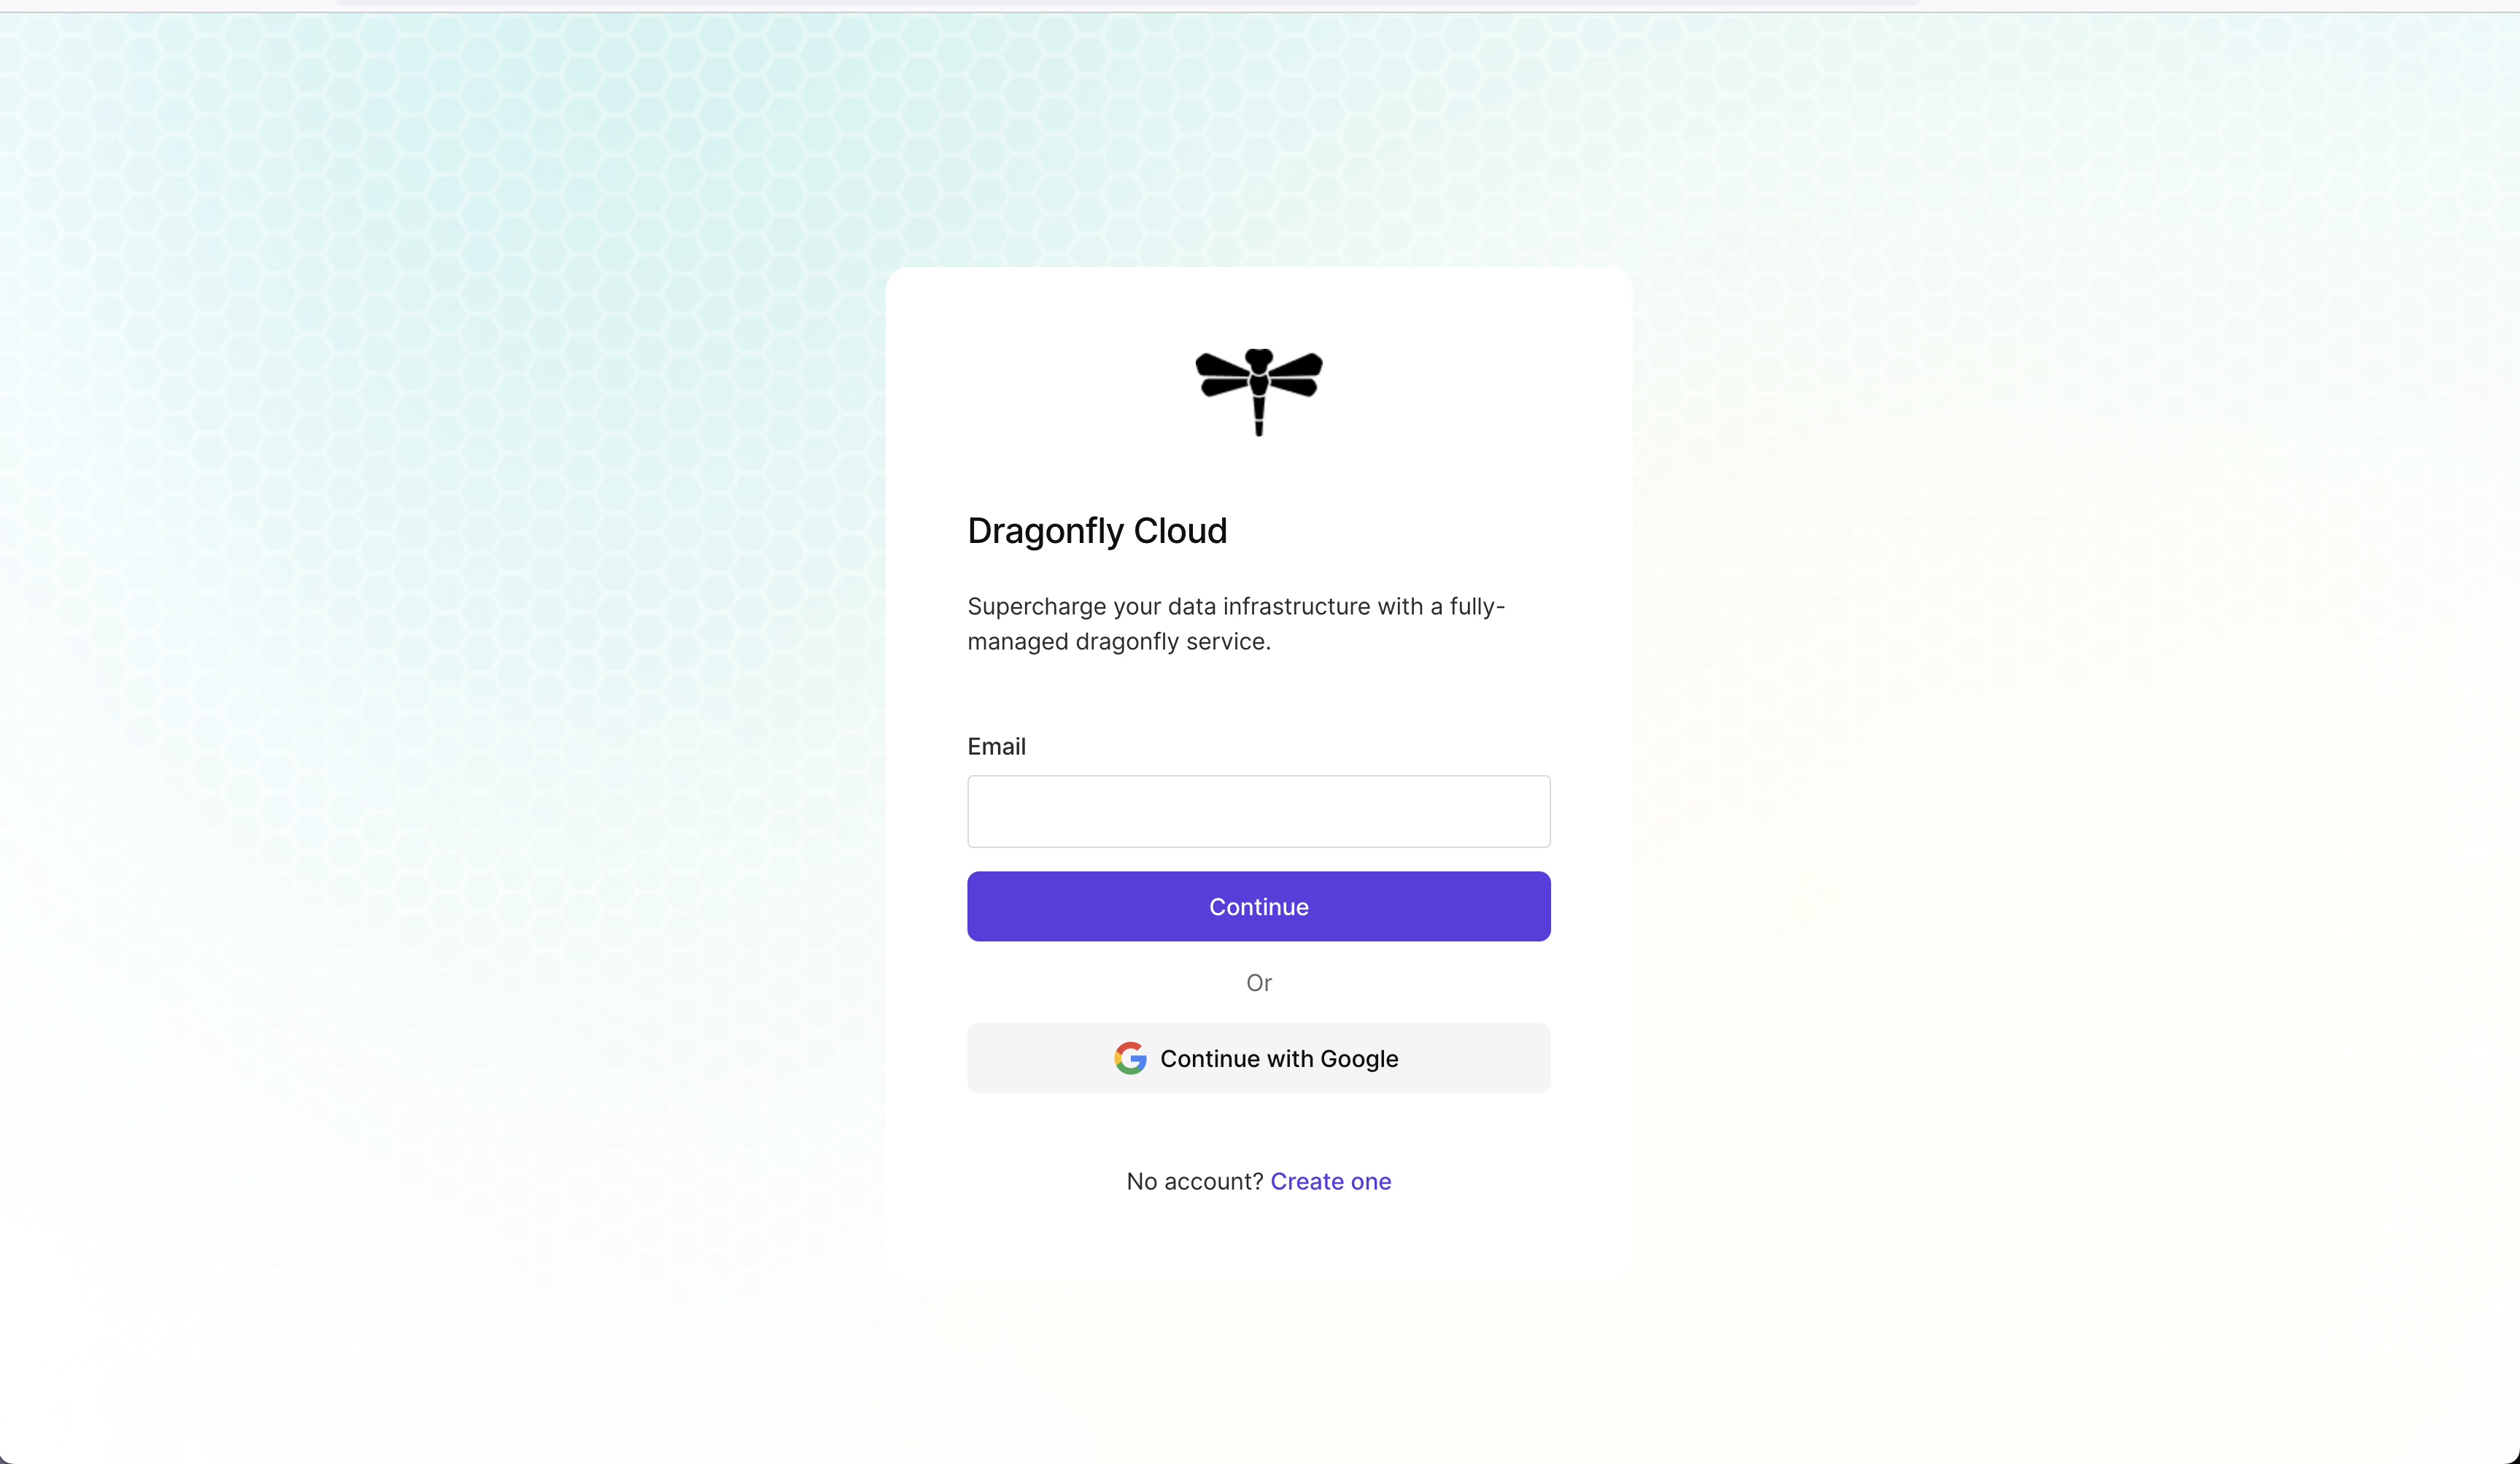 Dragonfly Cloud
Supercharge your data infrastructure with a fully-
managed dragonfly service.
Email
Continue
Or
Continue with Google
No account? Create one